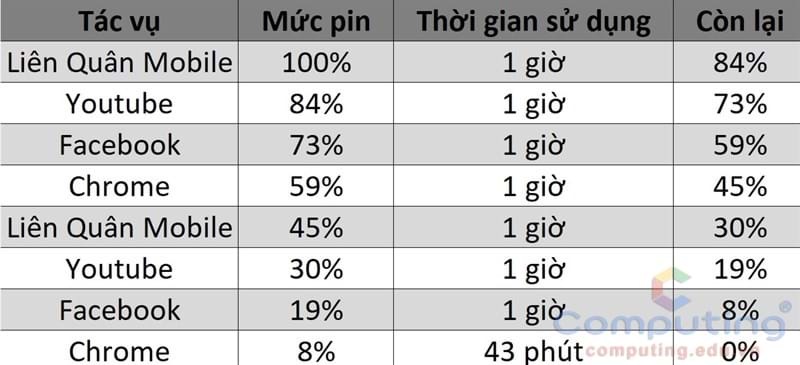 Tác vụ Mức pin Thời gian sử dụng Còn lại
Liên Quân Mobile 100% 1 giờ 84%
Youtube 84% 1 giờ 73%
Facebook 73% 1 giờ 59%
Chrome 59% 1 giờ 45%
Liên Quân Mobile 45% 1 giờ 30%
Youtube 30% 1 giờ 19%
Facebook 19% 1 giờ 8%
Computing®
Chrome 8% 43 phút 0%
computing.edu.vn